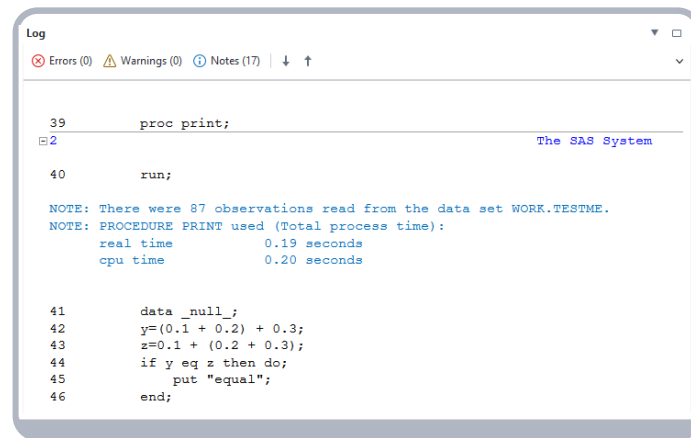 Log
Errors (0) Warnings (0) Notes (17)
39 proc print;
2 The SAS System
40 run;
NOTE: There were 87 observations read from the data set WORK.TESTME.
NOTE: PROCEDURE PRINT used (Total process time):
real time 0.19 seconds
cpu time 0.20 seconds
41 data _null_;
42 y=(0.1 + 0.2) + 0.3;
43 z=0.1 + (0.2 + 0.3);
44 if y eq z then do;
45 put "equal";
46 end;